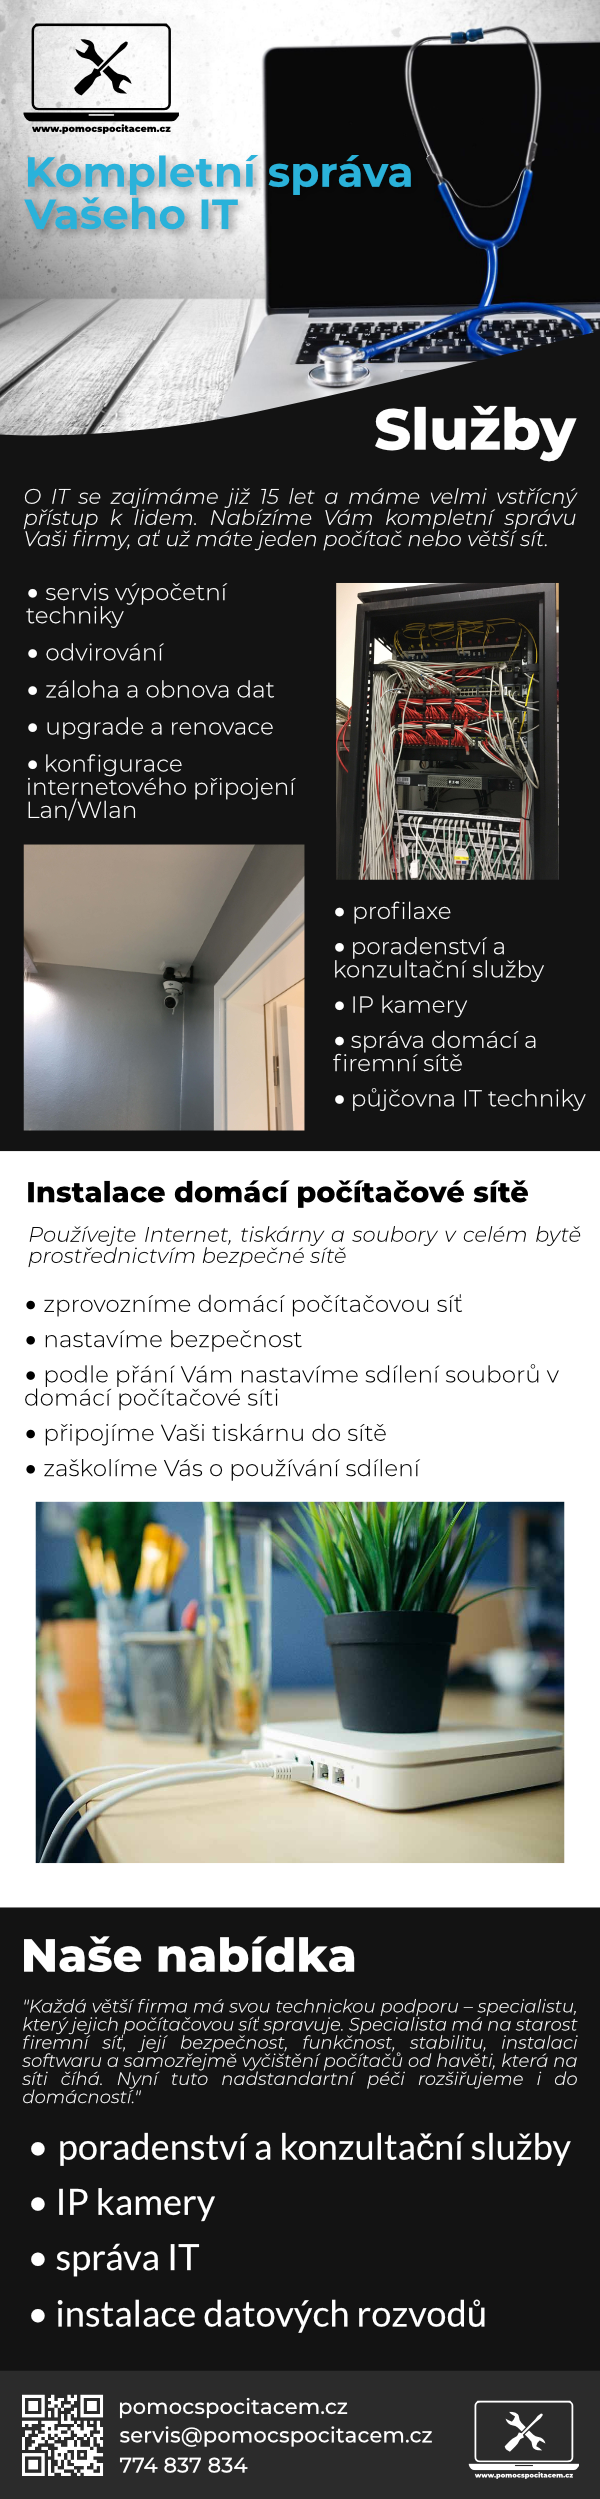 www.pomocspocitacem.cz
Kompletní správa
Vašeho IT
Služby
O IT se zajímáme již 15 let a máme velmi vstřícný
přístup k lidem. Nabízíme Vám kompletní správu
Vaši firmy, ať už máte jeden počítač nebo větší sít.
• servis výpočetní
techniky
• odvirování
• záloha a obnova dat
• upgrade a renovace
• konfigurace
internetového připojení
Lan/Wlan
• profilaxe
• poradenství a
konzultační služby
• IP kamery
• správa domácí a
firemní sítě
• půjčovna IT techniky
Instalace domácí počítačové sítě
Používejte Internet, tiskárny a soubory v celém bytě
prostřednictvím bezpečné sítě
• zprovozníme domácí počítačovou síť
• nastavíme bezpečnost
• podle přání Vám nastavíme sdílení souborů v
domácí počítačové síti
• připojíme Vaši tiskárnu do sítě
• zaškolíme Vás o používání sdílení
Naše nabídka
"Každá větší firma má svou technickou podporu – specialistu,
který jejich počítačovou síť spravuje. Specialista má na starost
firemní síť, její bezpečnost, funkčnost, stabilitu, instalaci
softwaru a samozřejmě vyčištění počítačů od havěti, která na
síti číhá. Nyní tuto nadstandartní péči rozšiřujeme i do
domácností."
• poradenství a konzultační služby
• IP kamery
• správa IT
• instalace datových rozvodů
pomocspocitacem.cz
servis@pomocspocitacem.cz
774 837 834
www.pomocspocitacem.cz